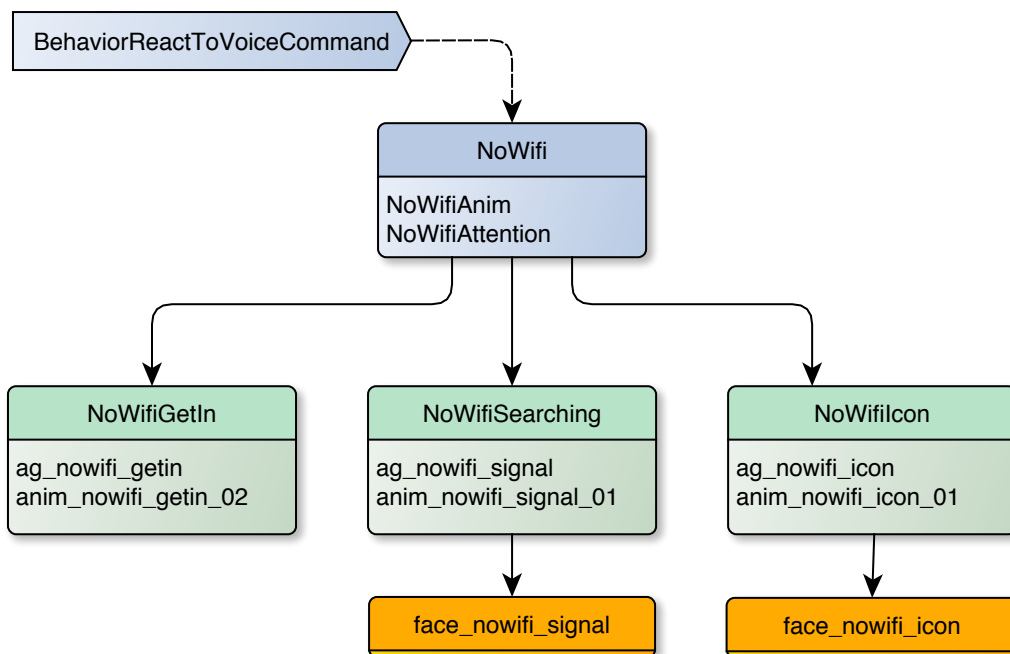 BehaviorReactToVoiceCommand
NoWifi
NoWifiAnim
NoWifiAttention
NoWifiGetIn
ag_nowifi_getin
anim_nowifi_getin_02
NoWifiSearching
ag_nowifi_signal
anim_nowifi_signal_01
NoWifiIcon
ag_nowifi_icon
anim_nowifi_icon_01
face_nowifi_signal
face_nowifi_icon